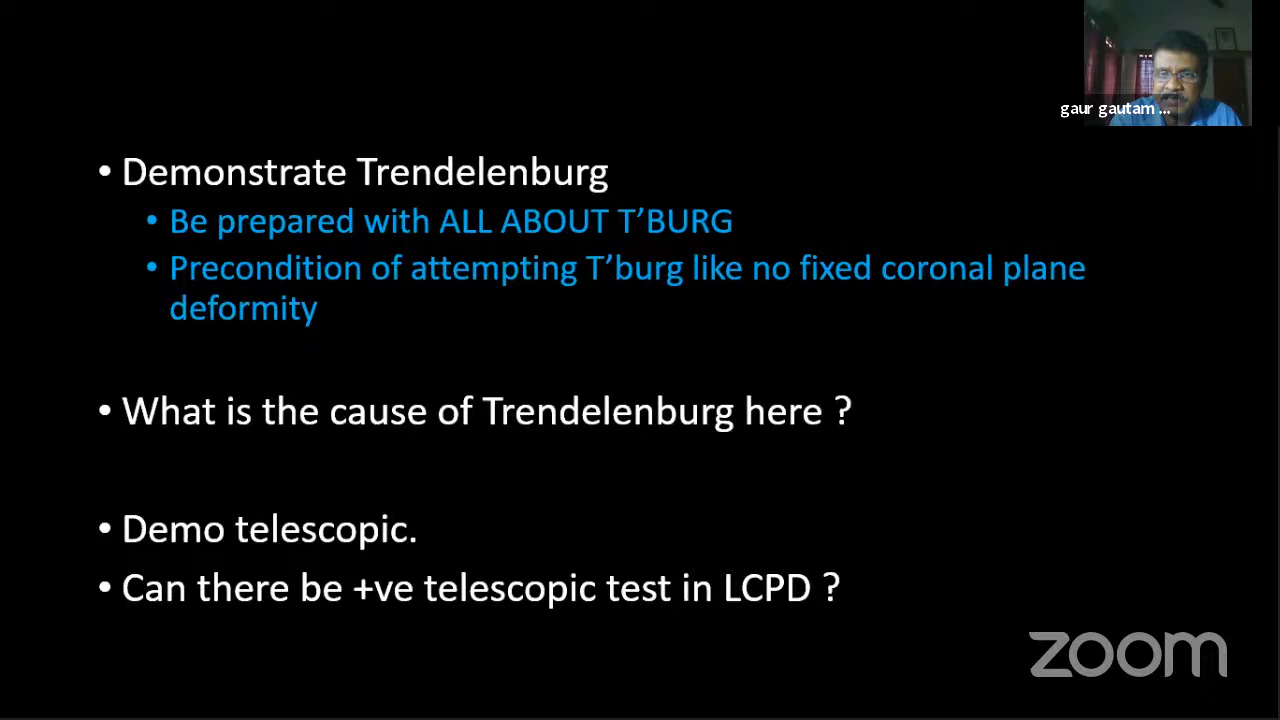 gaur gautam ...
• Demonstrate Trendelenburg
• Be prepared with ALL ABOUT T’BURG
• Precondition of attempting T’burg like no fixed coronal plane
deformity
• What is the cause of Trendelenburg here ?
• Demo telescopic.
• Can there be +ve telescopic test in LCPD ?
zoom